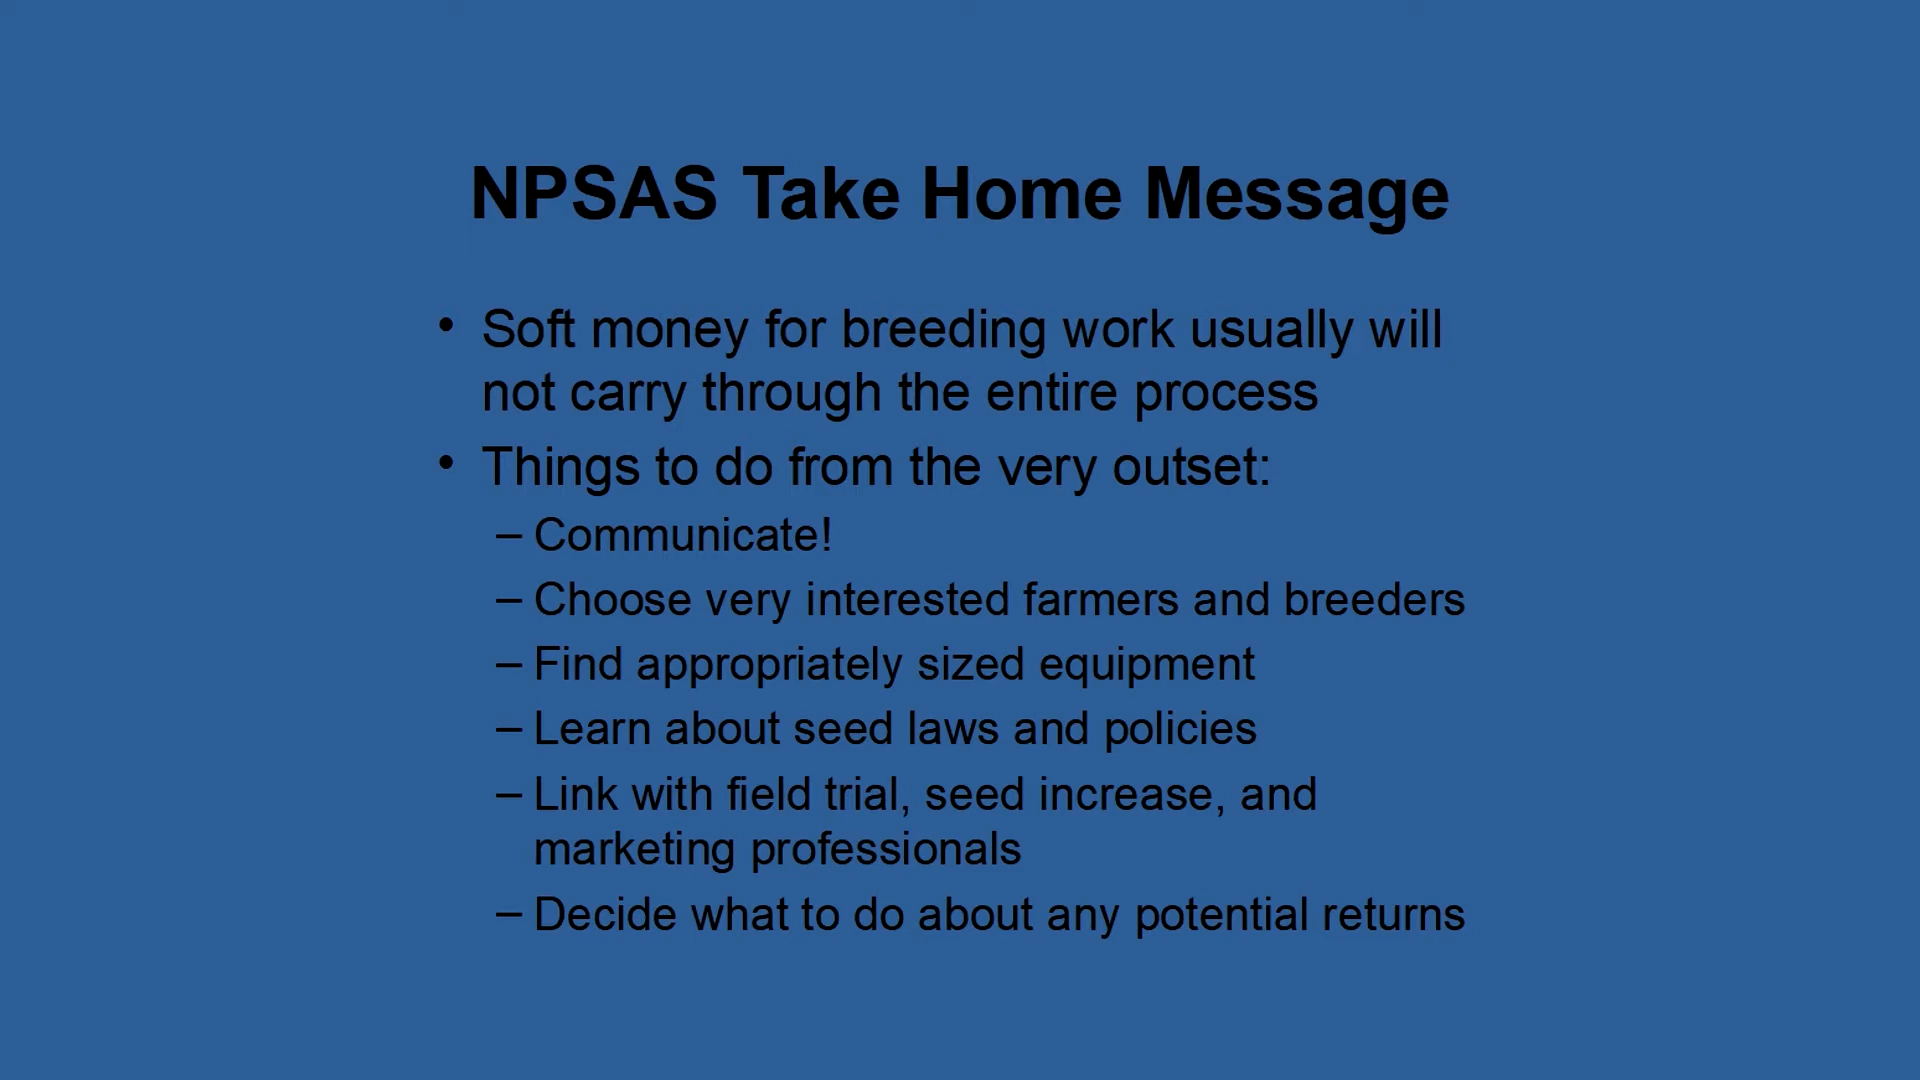 NPSAS Take Home Message
• Soft money for breeding work usually will
not carry through the entire process
• Things to do from the very outset:
– Communicate!
– Choose very interested farmers and breeders
– Find appropriately sized equipment
– Learn about seed laws and policies
– Link with field trial, seed increase, and
marketing professionals
– Decide what to do about any potential returns